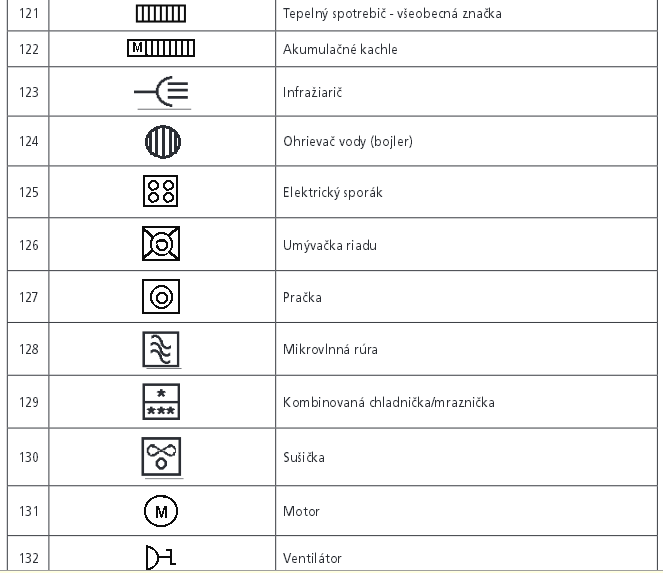 121 Tepelný spotrebič - všeobecná značka
122 M Akumulačné kachle
123 Infražiarič
124 Ohrievač vody (bojler)
125 Elektrický sporák
126 Umývačka riadu
127 Pračka
128 Mikrovlnná rúra
129 * *** Kombinovaná chladnička/mraznička
130 Sušička
131 M Motor
132 Ventilátor